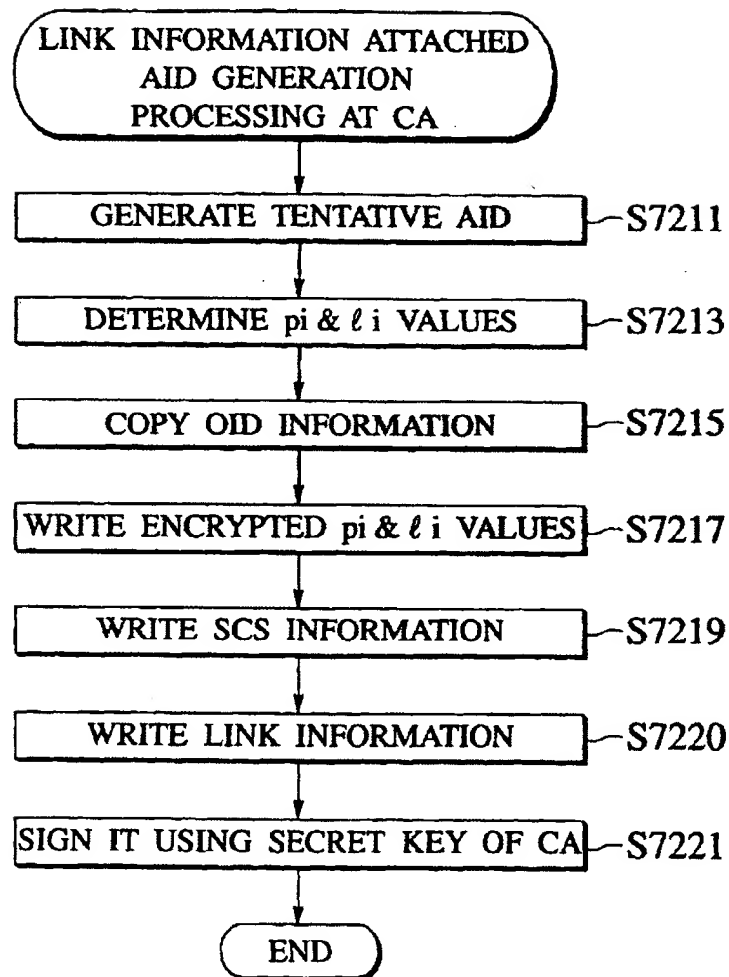 LINK INFORMATION ATTACHED
AID GENERATION
PROCESSING AT CA
GENERATE TENTATIVE AID S7211
DETERMINE pi & ℓi VALUES S7213
COPY OID INFORMATION S7215
WRITE ENCRYPTED pi & ℓi VALUES S7217
WRITE SCS INFORMATION S7219
WRITE LINK INFORMATION S7220
SIGN IT USING SECRET KEY OF CA S7221
END